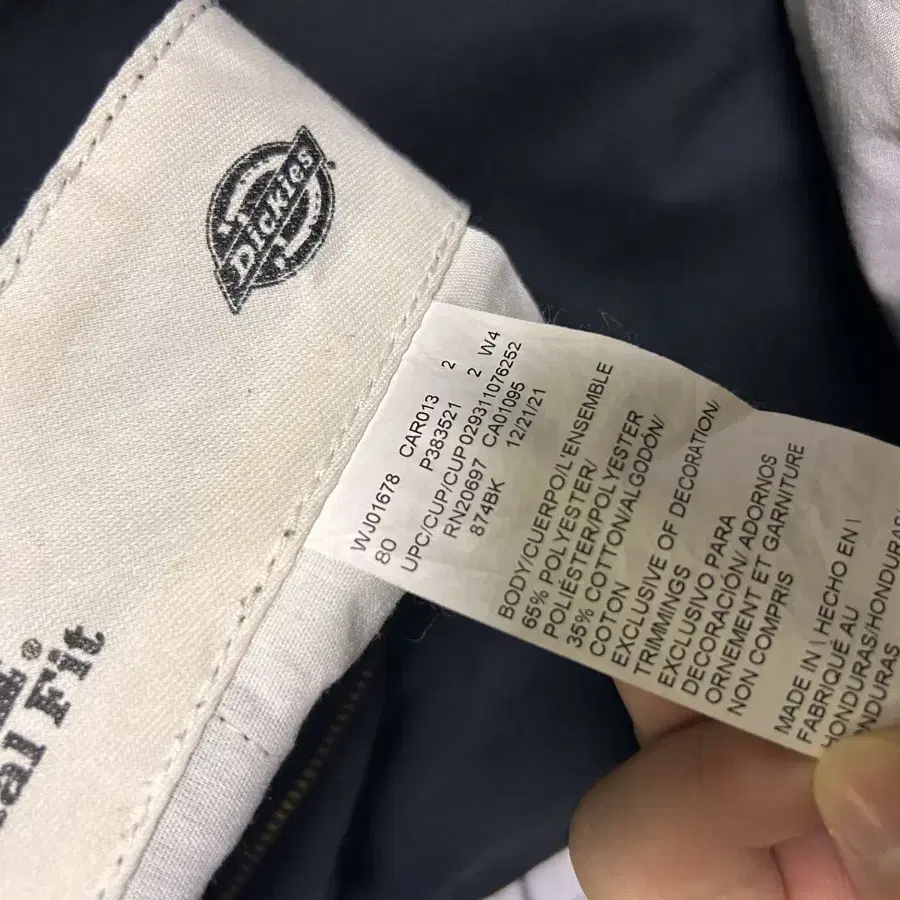 Dickies
Fit
WJ01678 CAR013 2
80 P383521 2 W4
UPC/CUP/CUP 029311076252
RN20697 CA01095
874BK 12/21/21
BODY/CUERPO/L'ENSEMBLE
65% POLYESTER/
POLIÉSTER/POLYESTER
35% COTTON/ALGODÓN/
COTON
EXCLUSIVE OF DECORATION/
TRIMMINGS
EXCLUSIVO PARA
DECORACIÓN/ ADORNOS
ORNEMENT ET GARNITURE
NON COMPRIS
MADE IN \ HECHO EN \
FABRIQUÉ AU
HONDURAS/HONDURAS/
HONDURAS